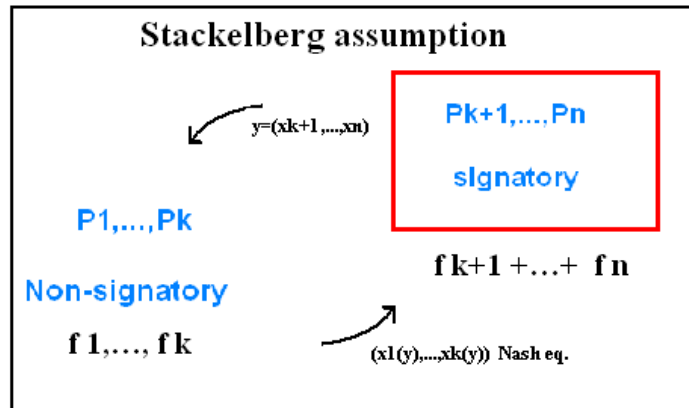 Stackelberg assumption
y=(xk+1,...,xn)
Pk+1,...,Pn
signatory
P1,...,Pk
Non-signatory
f 1,..., f k
f k+1 +...+ f n
(x1(y),...,xk(y)) Nash eq.